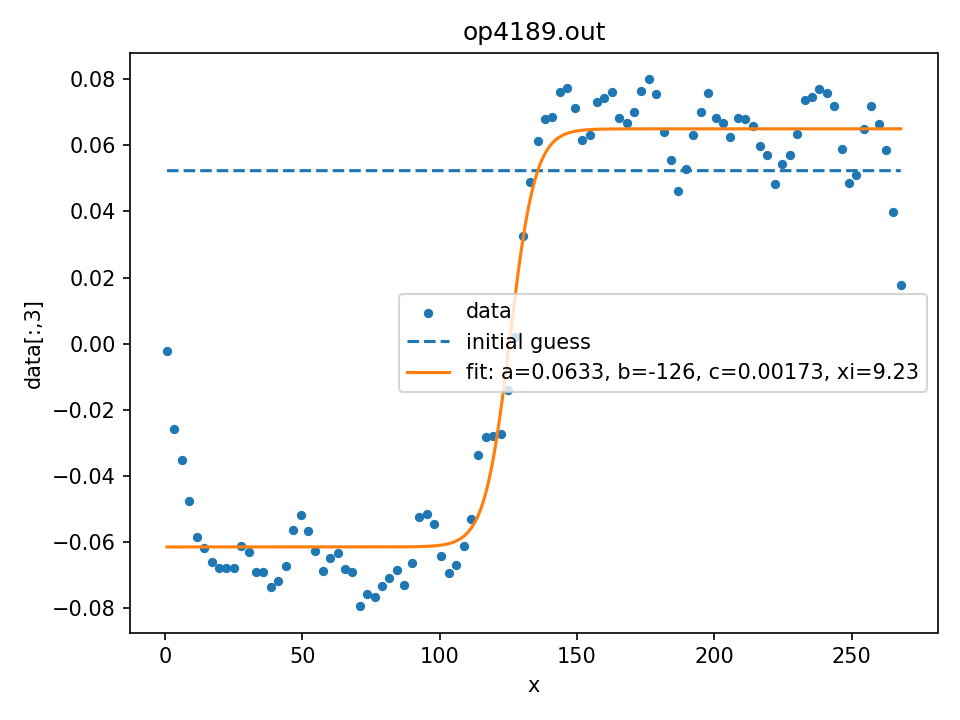 op4189.out
0.08
0.06
0.04
0.02
0.00
−0.02
−0.04
−0.06
−0.08
data[:,3]
data
initial guess
fit: a=0.0633, b=-126, c=0.00173, xi=9.23
0 50 100 150 200 250
x